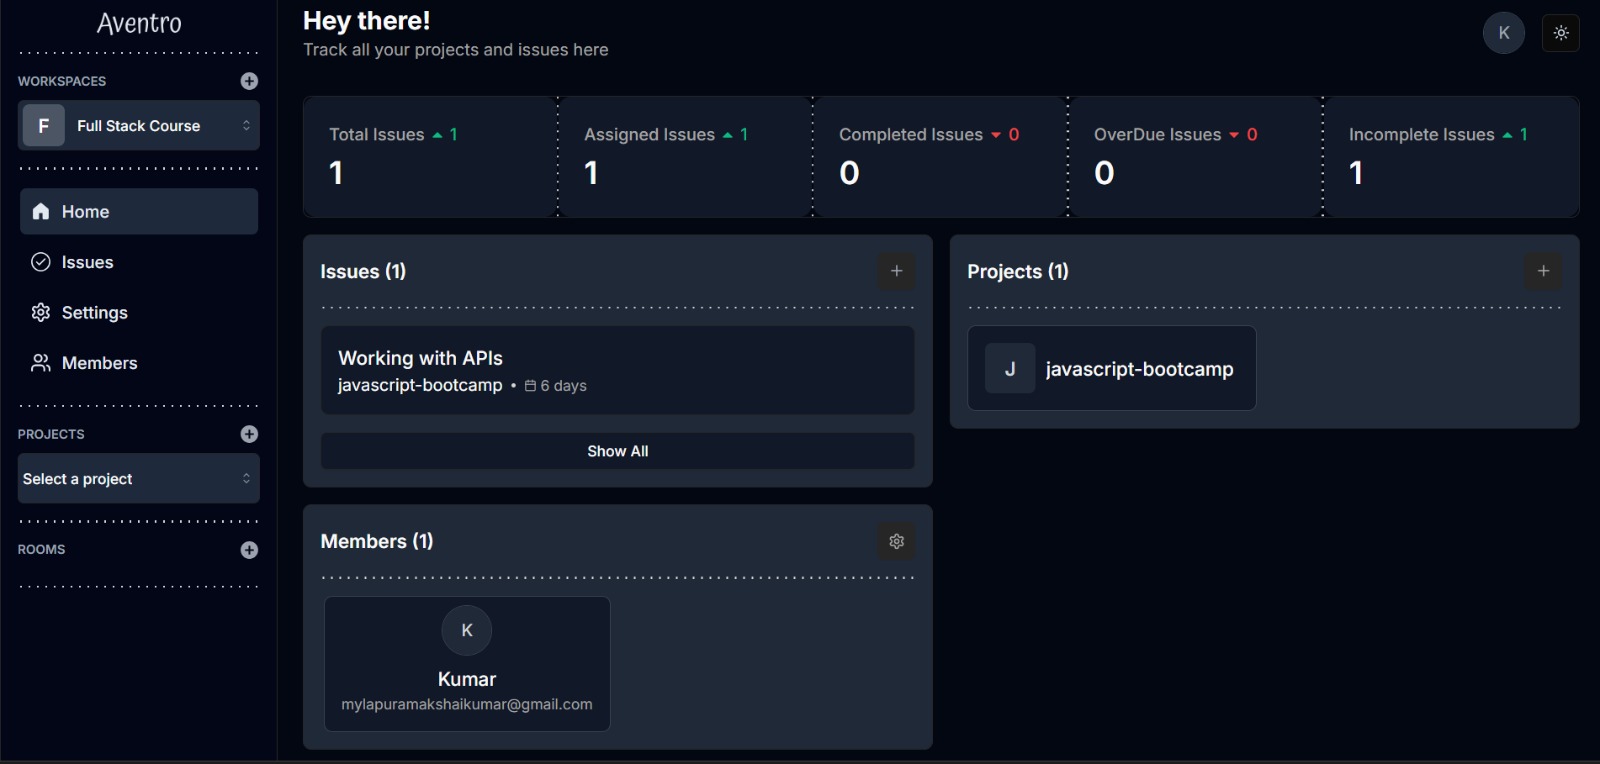 Aventro
WORKSPACES
F Full Stack Course
Home
Issues
Settings
Members
PROJECTS
Select a project
ROOMS
Hey there!
Track all your projects and issues here
K
Total Issues 1
1
Assigned Issues 1
1
Completed Issues 0
0
OverDue Issues 0
0
Incomplete Issues 1
1
Issues (1)
Working with APIs
javascript-bootcamp • 6 days
Show All
Projects (1)
J javascript-bootcamp
Members (1)
K
Kumar
mylapuramakshaikumar@gmail.com